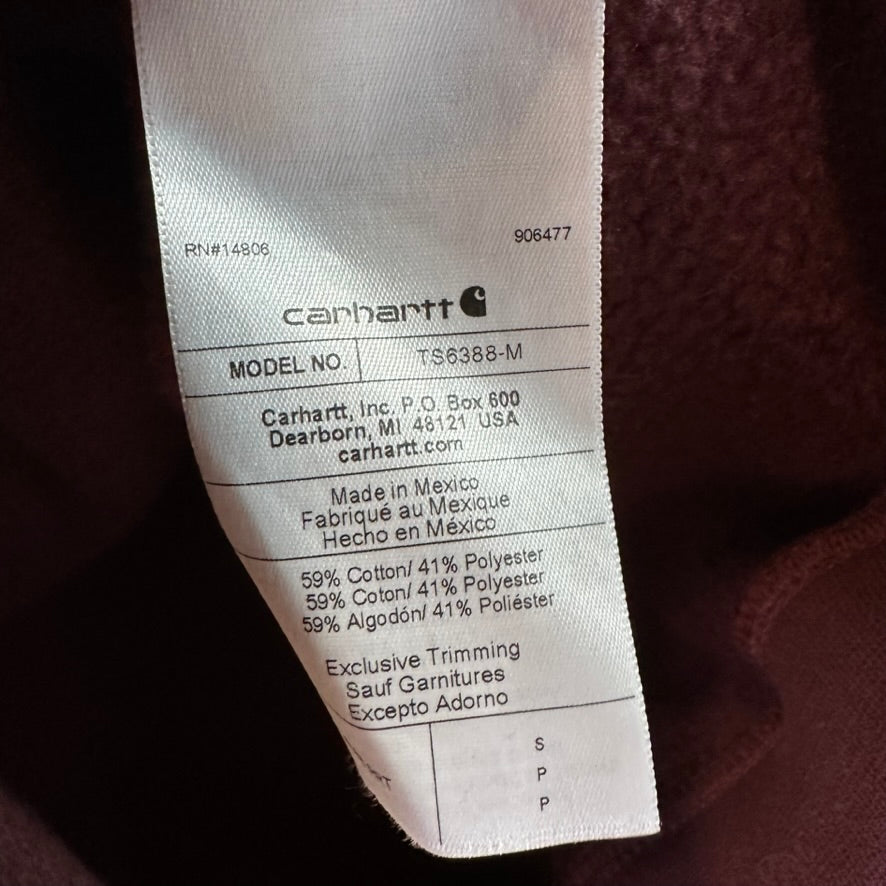 RN#14806
906477
carhartt
MODEL NO. TS6388-M
Carhartt, Inc. P.O. Box 600
Dearborn, MI 48121 USA
carhartt.com
Made in Mexico
Fabriqué au Mexique
Hecho en México
59% Cotton/ 41% Polyester
59% Coton/ 41% Polyester
59% Algodón/ 41% Poliéster
Exclusive Trimming
Sauf Garnitures
Excepto Adorno
S
P
P